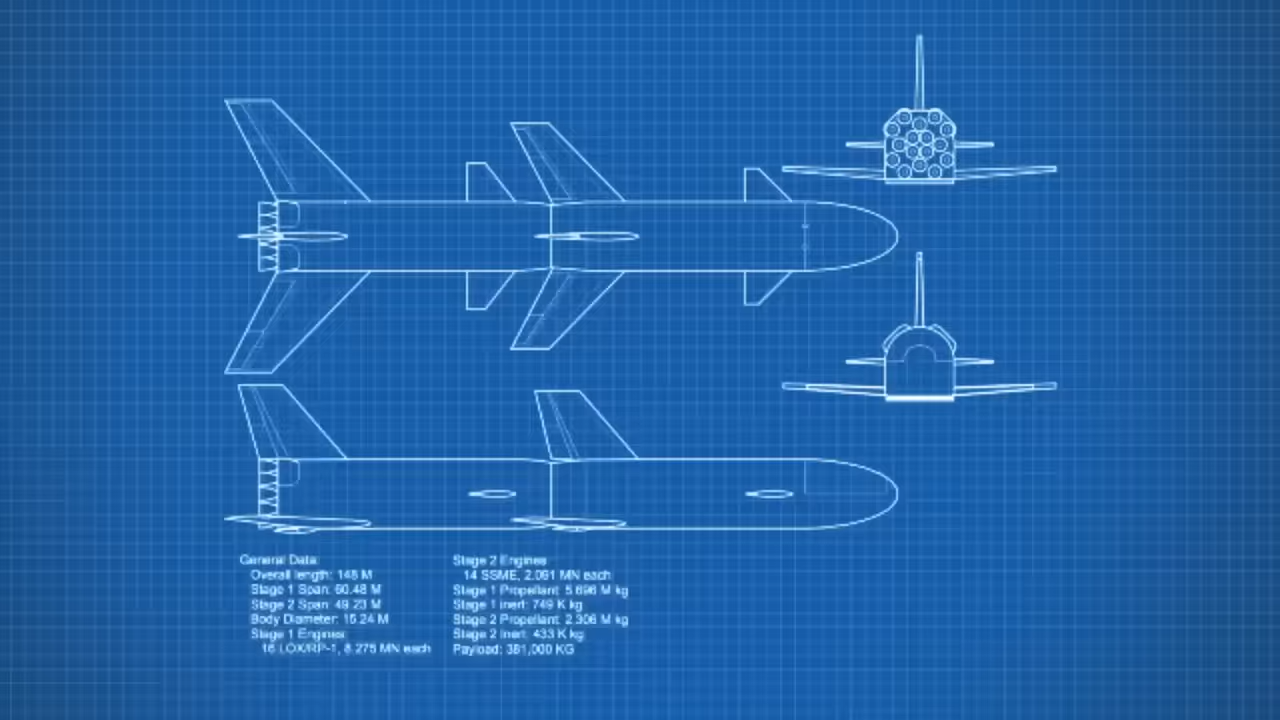 General Data:
Overall length: 148 M
Stage 1 Span: 60.48 M
Stage 2 Span: 49.23 M
Body Diameter: 15.24 M
Stage 1 Engines:
16 LOX/RP-1, 8.275 MN each
Stage 2 Engines:
14 SSME, 2.091 MN each
Stage 1 Propellant: 5.696 M kg
Stage 1 inert: 749 K kg
Stage 2 Propellant: 2.306 M kg
Stage 2 Inert: 433 K kg
Payload: 381,000 KG